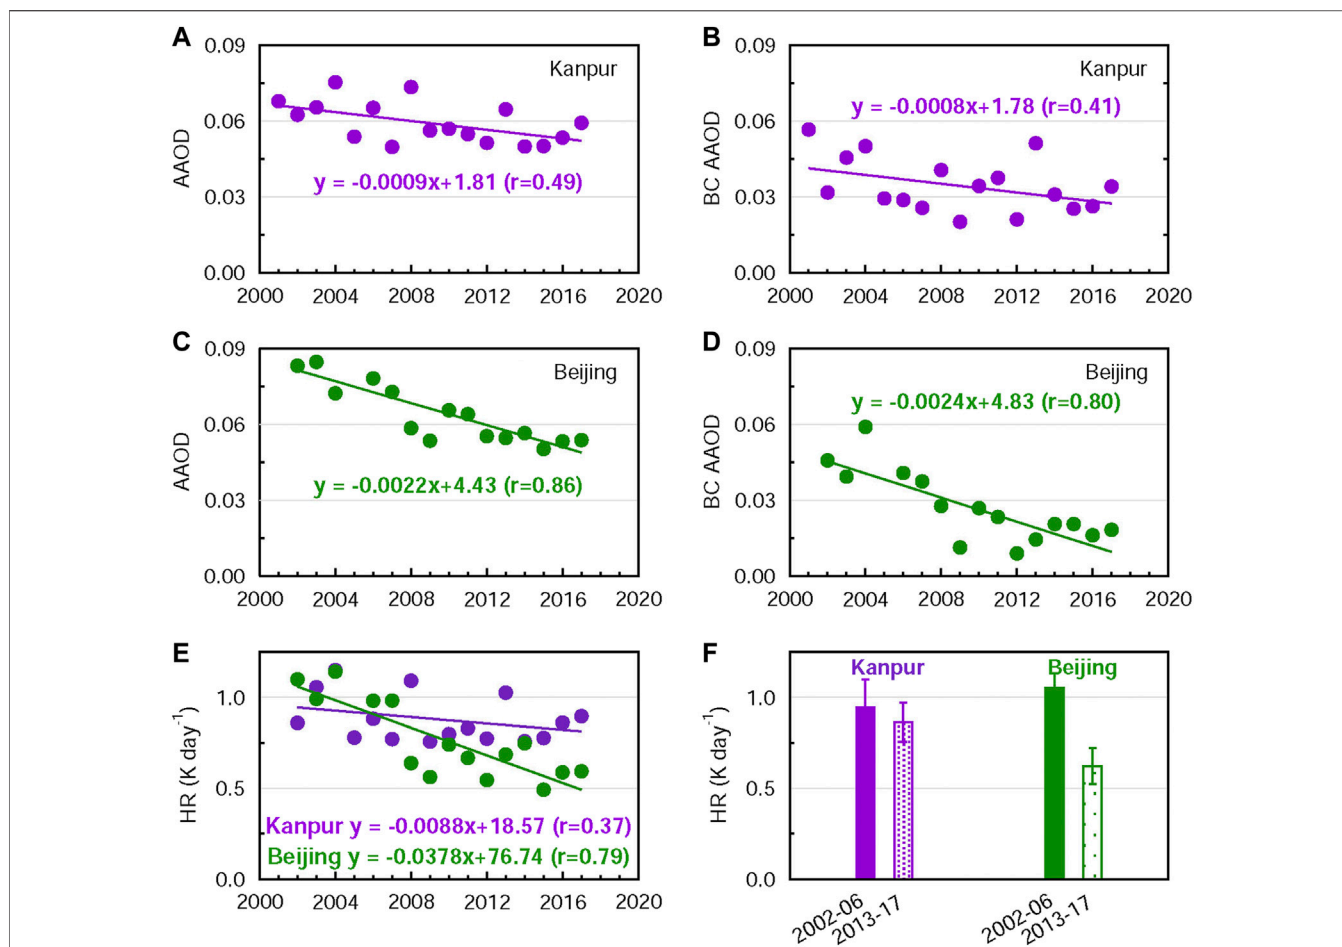 A
0.09
Kanpur
0.06
AAOD
y = -0.0009x+1.81 (r=0.49)
0.03
0.00
2000 2004 2008 2012 2016 2020
B
0.09
Kanpur
y = -0.0008x+1.78 (r=0.41)
0.06
BC AAOD
0.03
0.00
2000 2004 2008 2012 2016 2020
C
0.09
Beijing
0.06
AAOD
y = -0.0022x+4.43 (r=0.86)
0.03
0.00
2000 2004 2008 2012 2016 2020
D
0.09
Beijing
y = -0.0024x+4.83 (r=0.80)
0.06
BC AAOD
0.03
0.00
2000 2004 2008 2012 2016 2020
E
1.0
HR (K day⁻¹)
0.5
Kanpur y = -0.0088x+18.57 (r=0.37)
Beijing y = -0.0378x+76.74 (r=0.79)
0.0
2000 2004 2008 2012 2016 2020
F
Kanpur Beijing
1.0
HR (K day⁻¹)
0.5
0.0
2002-06
2013-17
2002-06
2013-17